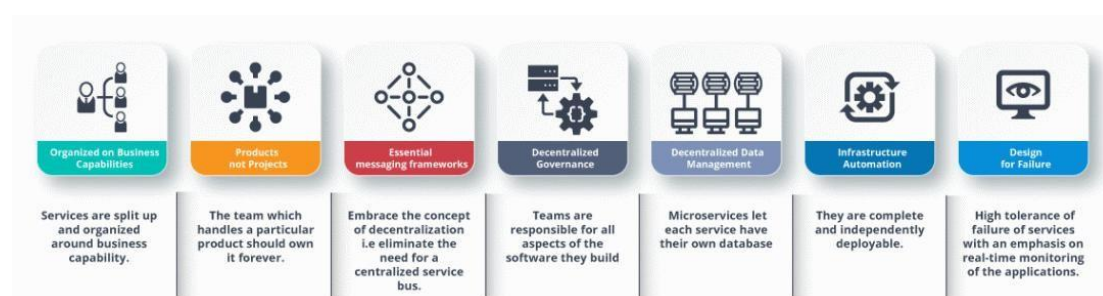 Organized on Business
Capabilities
Products
not Projects
Essential
messaging frameworks
Decentralized
Governance
Decentralized Data
Management
Infrastructure
Automation
Design
for Failure
Services are split up
and organized
around business
capability.
The team which
handles a particular
product should own
it forever.
Embrace the concept
of decentralization
i.e eliminate the
need for a
centralized service
bus.
Teams are
responsible for all
aspects of the
software they build
Microservices let
each service have
their own database
They are complete
and independently
deployable.
High tolerance of
failure of services
with an emphasis on
real-time monitoring
of the applications.